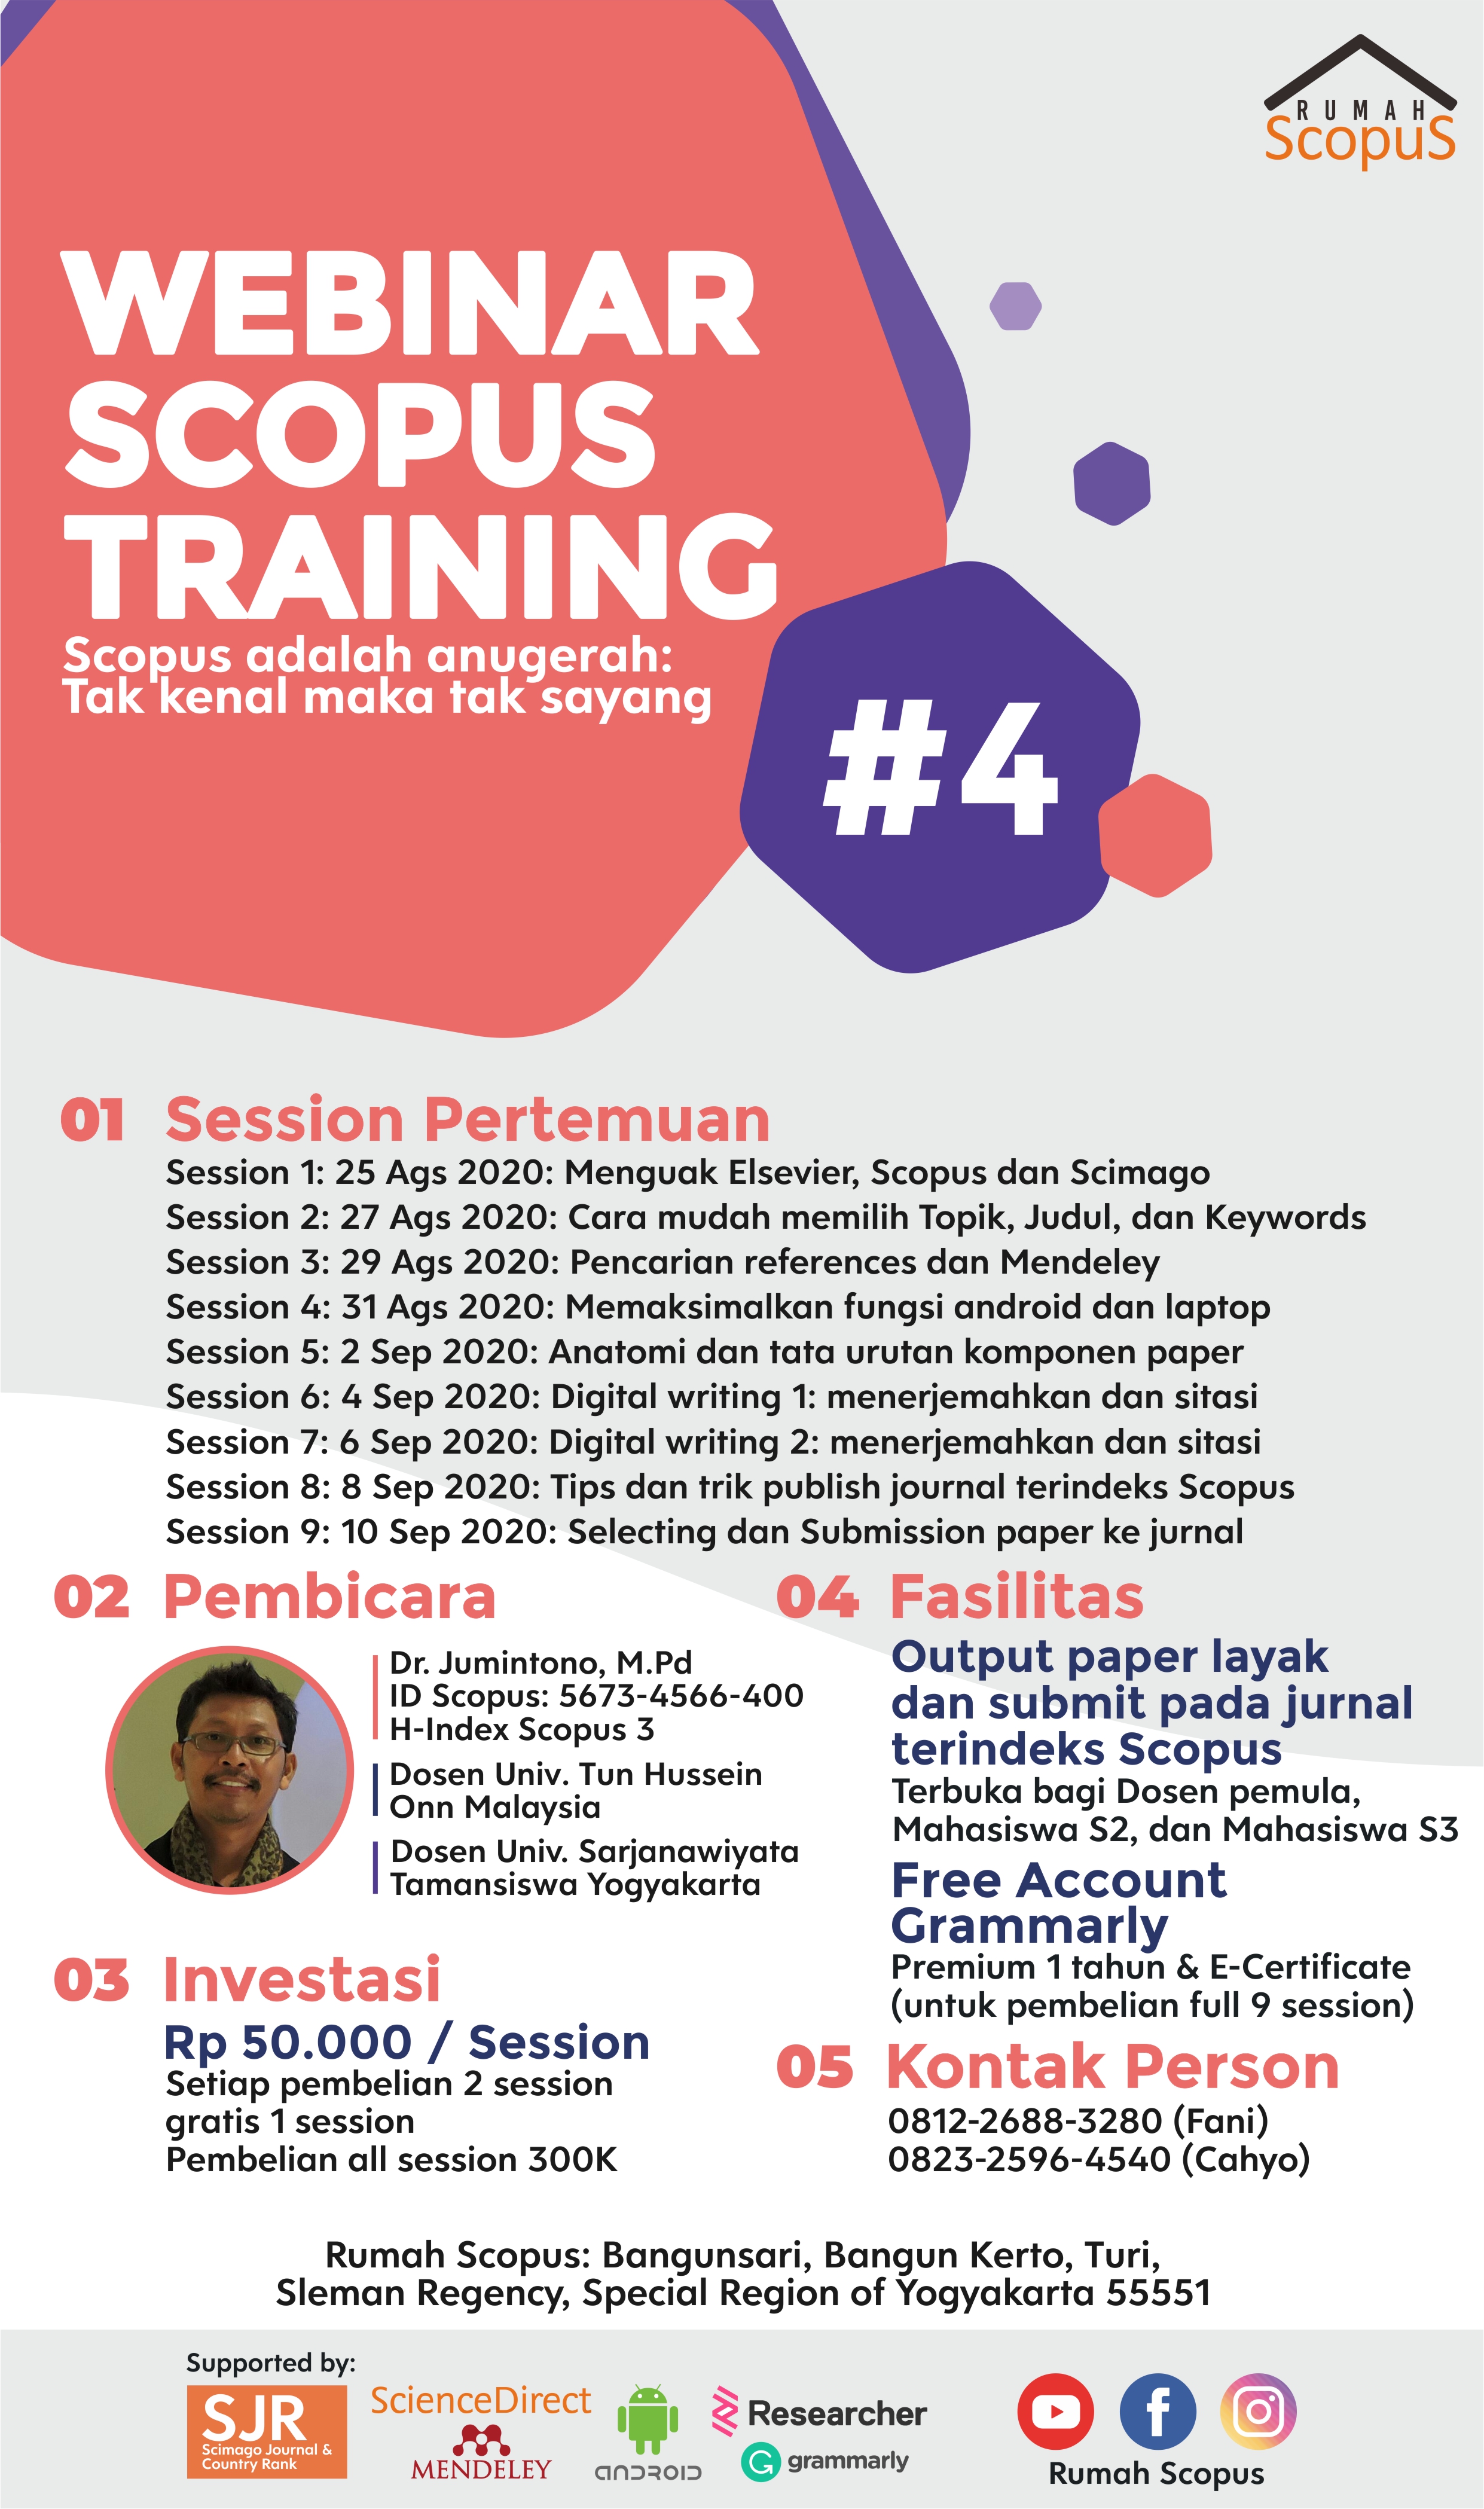 RUMAH
ScopuS
WEBINAR
SCOPUS
TRAINING
Scopus adalah anugerah:
Tak kenal maka tak sayang
#4
01 Session Pertemuan
Session 1: 25 Ags 2020: Menguak Elsevier, Scopus dan Scimago
Session 2: 27 Ags 2020: Cara mudah memilih Topik, Judul, dan Keywords
Session 3: 29 Ags 2020: Pencarian references dan Mendeley
Session 4: 31 Ags 2020: Memaksimalkan fungsi android dan laptop
Session 5: 2 Sep 2020: Anatomi dan tata urutan komponen paper
Session 6: 4 Sep 2020: Digital writing 1: menerjemahkan dan sitasi
Session 7: 6 Sep 2020: Digital writing 2: menerjemahkan dan sitasi
Session 8: 8 Sep 2020: Tips dan trik publish journal terindeks Scopus
Session 9: 10 Sep 2020: Selecting dan Submission paper ke jurnal
02 Pembicara
Dr. Jumintono, M.Pd
ID Scopus: 5673-4566-400
H-Index Scopus 3
Dosen Univ. Tun Hussein
Onn Malaysia
Dosen Univ. Sarjanawiyata
Tamansiswa Yogyakarta
03 Investasi
Rp 50.000 / Session
Setiap pembelian 2 session
gratis 1 session
Pembelian all session 300K
04 Fasilitas
Output paper layak
dan submit pada jurnal
terindeks Scopus
Terbuka bagi Dosen pemula,
Mahasiswa S2, dan Mahasiswa S3
Free Account
Grammarly
Premium 1 tahun & E-Certificate
(untuk pembelian full 9 session)
05 Kontak Person
0812-2688-3280 (Fani)
0823-2596-4540 (Cahyo)
Rumah Scopus: Bangunsari, Bangun Kerto, Turi,
Sleman Regency, Special Region of Yogyakarta 55551
Supported by:
SJR
Scimago Journal &
Country Rank
ScienceDirect
MENDELEY
ANDROID
Researcher
grammarly
Rumah Scopus